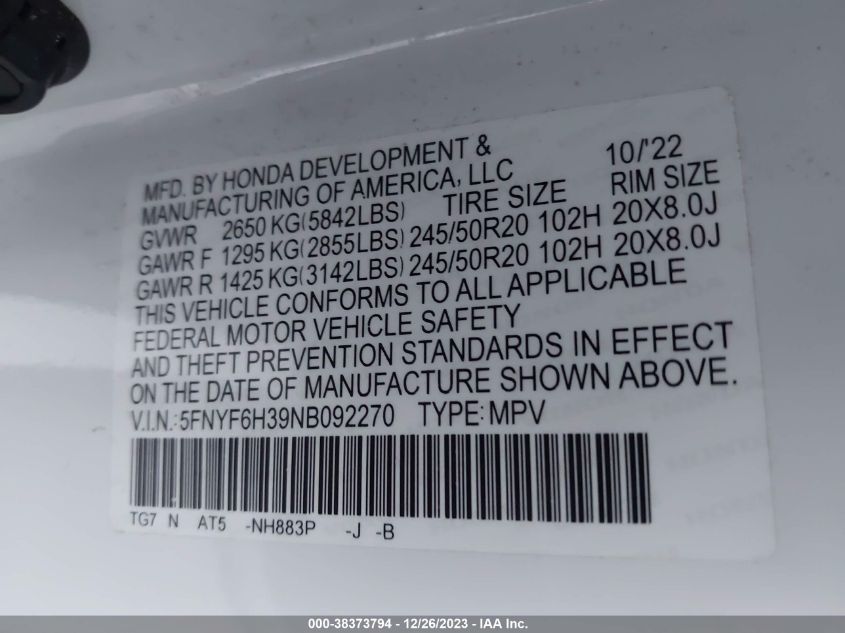 MFD. BY HONDA DEVELOPMENT & 10/'22
MANUFACTURING OF AMERICA, LLC
GVWR 2650 KG(5842LBS) TIRE SIZE RIM SIZE
GAWR F 1295 KG(2855LBS) 245/50R20 102H 20X8.0J
GAWR R 1425 KG(3142LBS) 245/50R20 102H 20X8.0J
THIS VEHICLE CONFORMS TO ALL APPLICABLE
FEDERAL MOTOR VEHICLE SAFETY
AND THEFT PREVENTION STANDARDS IN EFFECT
ON THE DATE OF MANUFACTURE SHOWN ABOVE.
V.I.N.: 5FNYF6H39NB092270 TYPE: MPV
TG7 N AT5 -NH883P -J -B
000-38373794 - 12/26/2023 - IAA Inc.